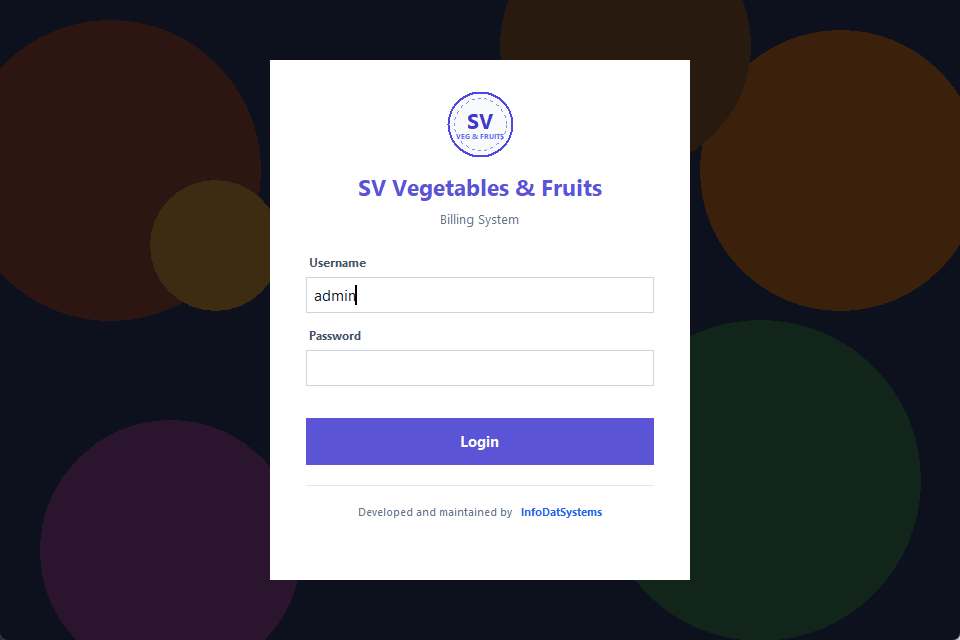 SV
VEG & FRUITS
SV Vegetables & Fruits
Billing System
Username
admin
Password
Login
Developed and maintained by InfoDatSystems